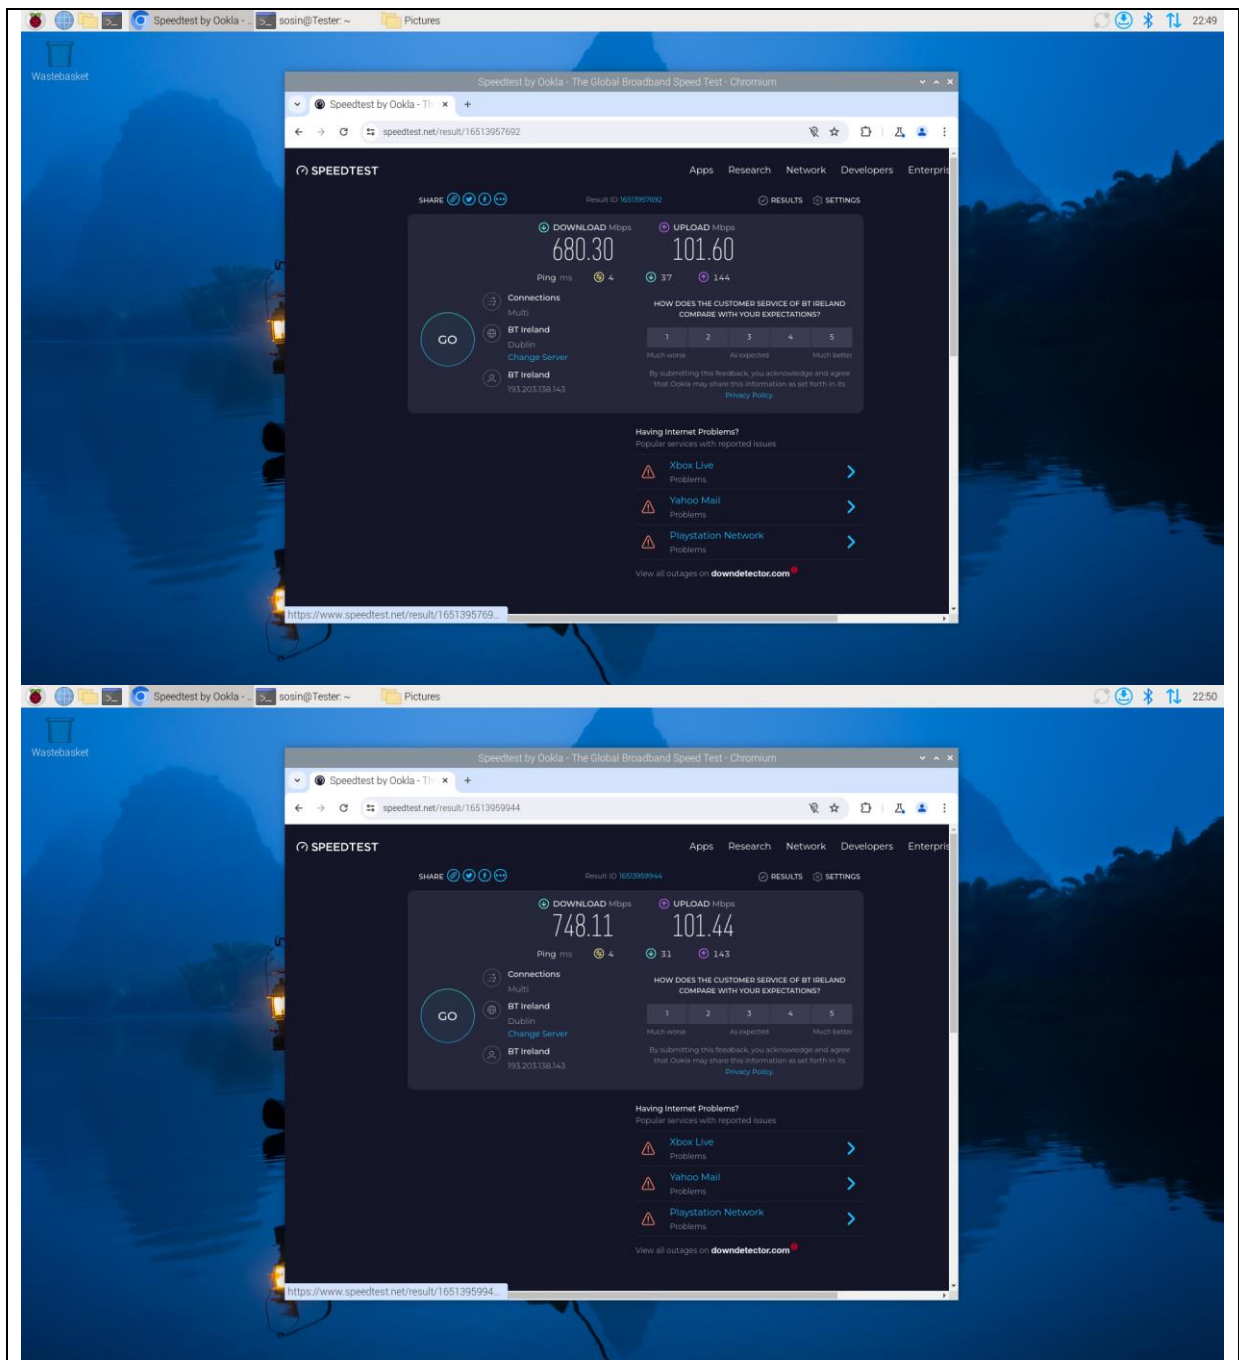 Speedtest by Ookla - .. sosin@Tester: ~ Pictures 22:49
Wastebasket
Speedtest by Ookla - The Global Broadband Speed Test - Chromium
Speedtest by Ookla - Th
speedtest.net/result/16513957692
SPEEDTEST Apps Research Network Developers Enterpris
SHARE Result ID 16513957692 RESULTS SETTINGS
DOWNLOAD Mbps UPLOAD Mbps
680.30 101.60
Ping ms 4 37 144
Connections
Multi
BT Ireland
Dublin
Change Server
BT Ireland
193.203.138.143
GO
HOW DOES THE CUSTOMER SERVICE OF BT IRELAND
COMPARE WITH YOUR EXPECTATIONS?
1 2 3 4 5
Much worse As expected Much better
By submitting this feedback, you acknowledge and agree
that Ookla may share this information as set forth in its
Privacy Policy.
Having Internet Problems?
Popular services with reported issues
Xbox Live
Problems
Yahoo Mail
Problems
Playstation Network
Problems
View all outages on downdetector.com
https://www.speedtest.net/result/1651395769...
Speedtest by Ookla - .. sosin@Tester: ~ Pictures 22:50
Wastebasket
Speedtest by Ookla - The Global Broadband Speed Test - Chromium
Speedtest by Ookla - Th
speedtest.net/result/16513959944
SPEEDTEST Apps Research Network Developers Enterpris
SHARE Result ID 16513959944 RESULTS SETTINGS
DOWNLOAD Mbps UPLOAD Mbps
748.11 101.44
Ping ms 4 31 143
Connections
Multi
BT Ireland
Dublin
Change Server
BT Ireland
193.203.138.143
GO
HOW DOES THE CUSTOMER SERVICE OF BT IRELAND
COMPARE WITH YOUR EXPECTATIONS?
1 2 3 4 5
Much worse As expected Much better
By submitting this feedback, you acknowledge and agree
that Ookla may share this information as set forth in its
Privacy Policy.
Having Internet Problems?
Popular services with reported issues
Xbox Live
Problems
Yahoo Mail
Problems
Playstation Network
Problems
View all outages on downdetector.com
https://www.speedtest.net/result/1651395994...